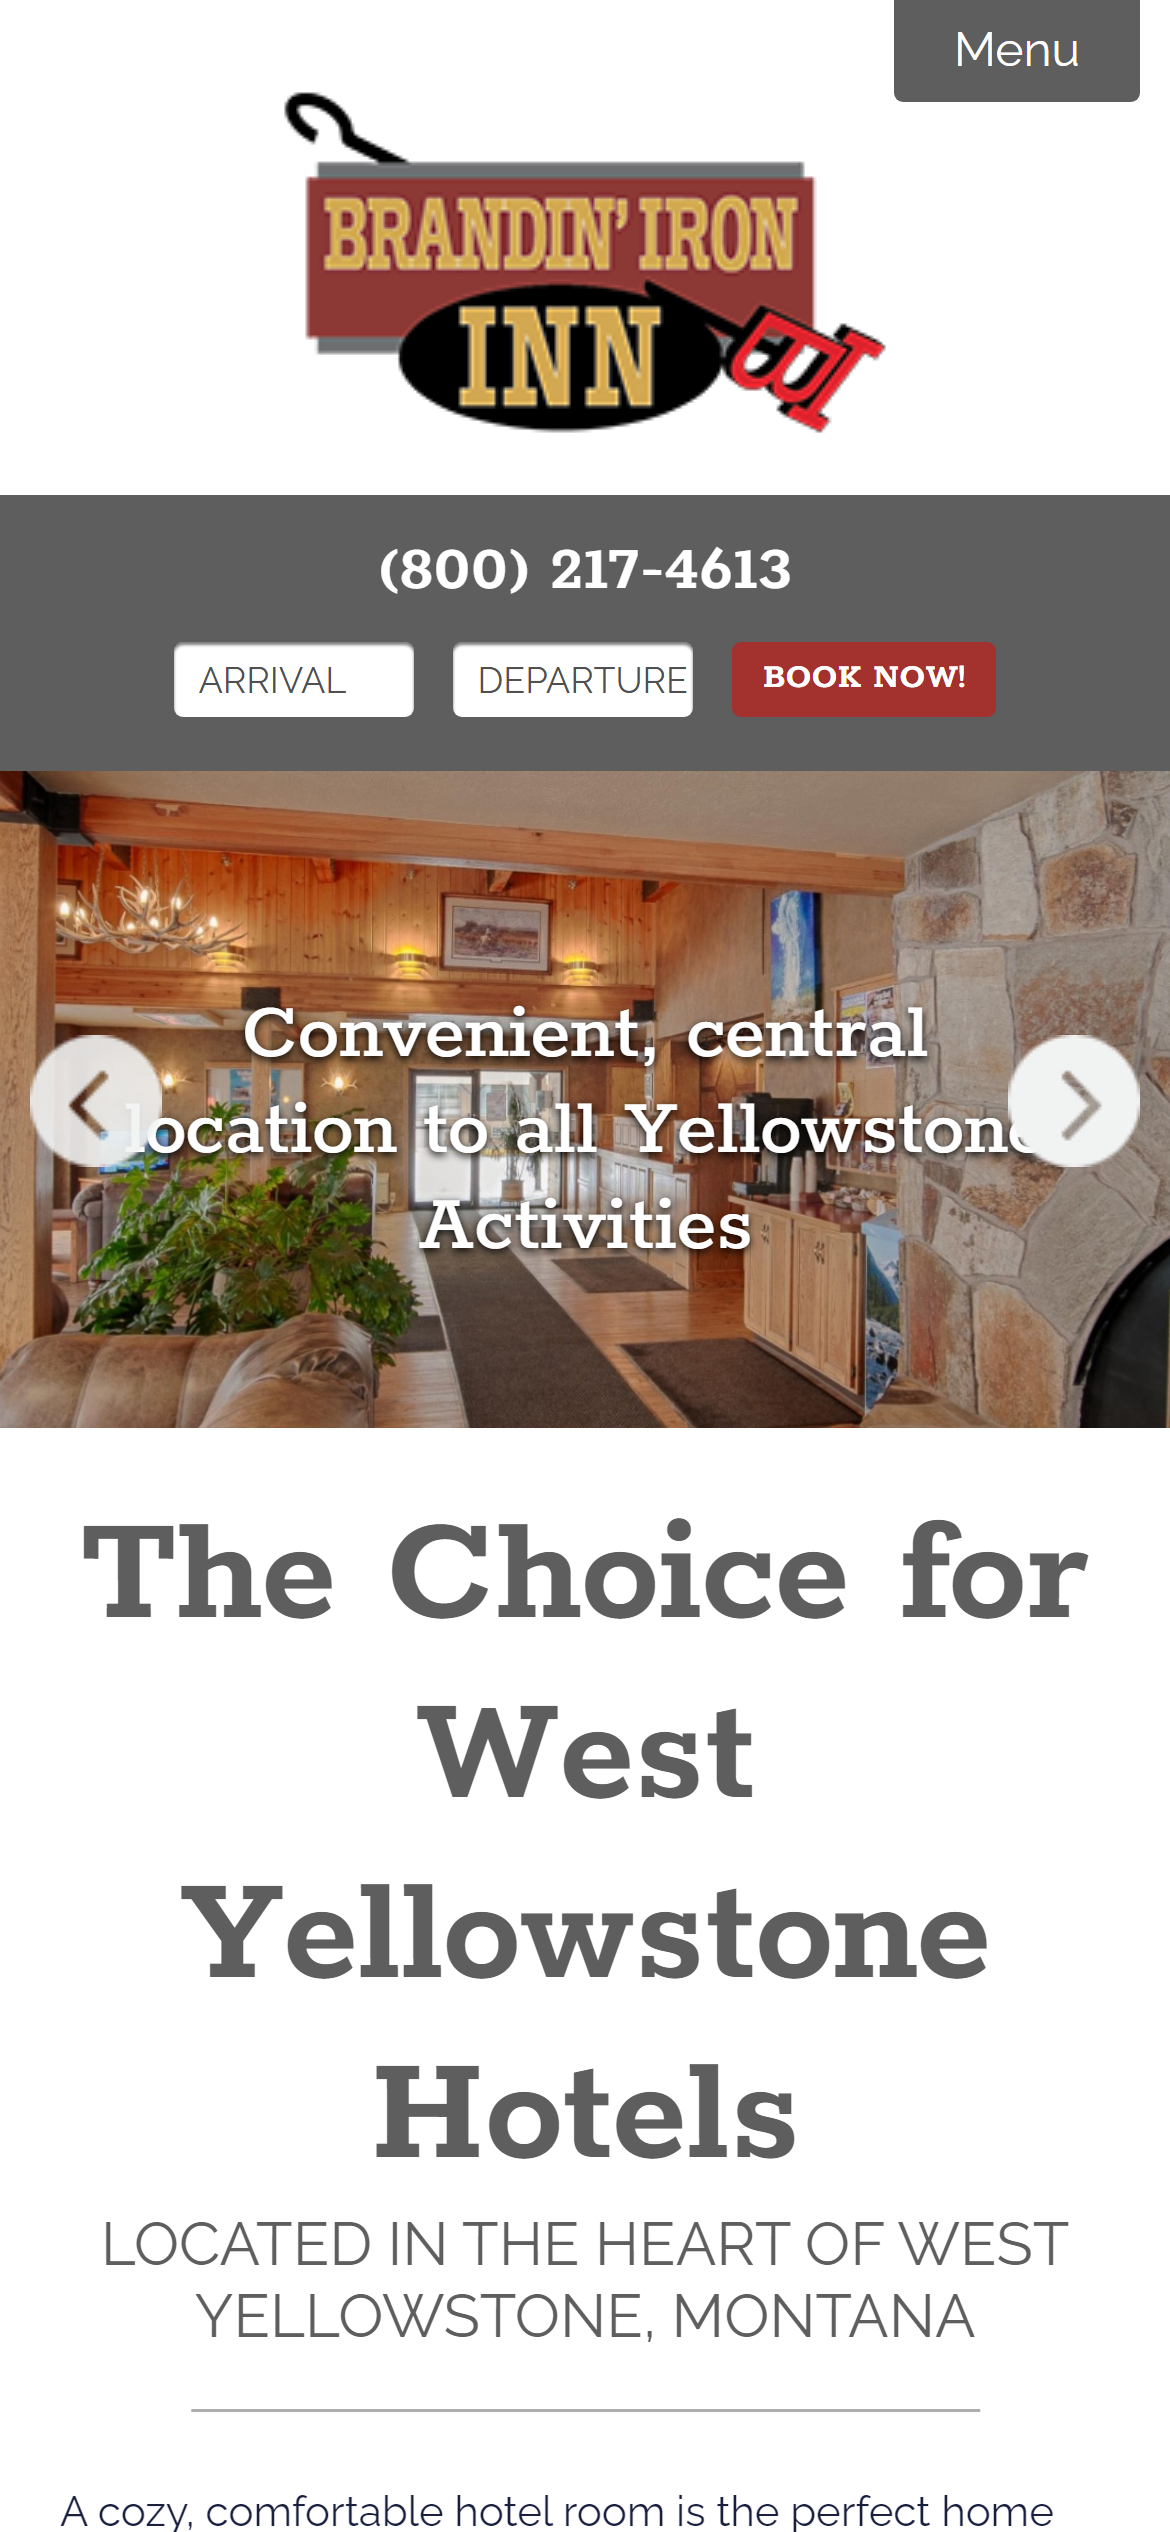 Menu
BRANDIN' IRON
INN
BI
(800) 217-4613
ARRIVAL DEPARTURE BOOK NOW!
Convenient, central
location to all Yellowstone
Activities
The Choice for
West
Yellowstone
Hotels
LOCATED IN THE HEART OF WEST
YELLOWSTONE, MONTANA
A cozy, comfortable hotel room is the perfect home